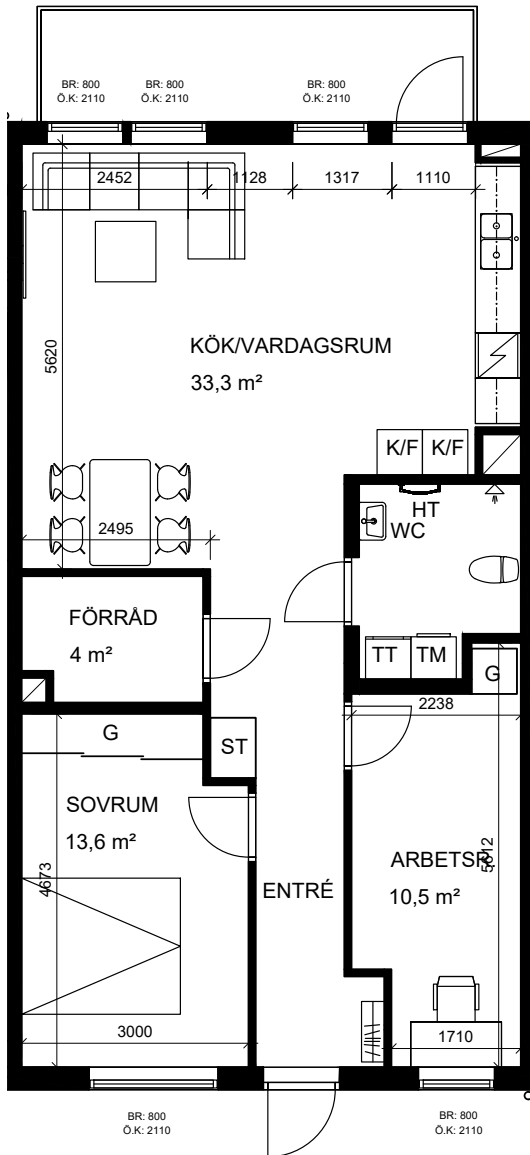 BR: 800
Ö.K: 2110
BR: 800
Ö.K: 2110
BR: 800
Ö.K: 2110
2452
1128
1317
1110
5620
KÖK/VARDAGSRUM
33,3 m²
K/F
K/F
2495
HT
WC
FÖRRÅD
4 m²
TT
TM
G
2238
G
ST
SOVRUM
13,6 m²
4673
ARBETSR.
10,5 m²
ENTRÉ
3000
1710
BR: 800
Ö.K: 2110
BR: 800
Ö.K: 2110